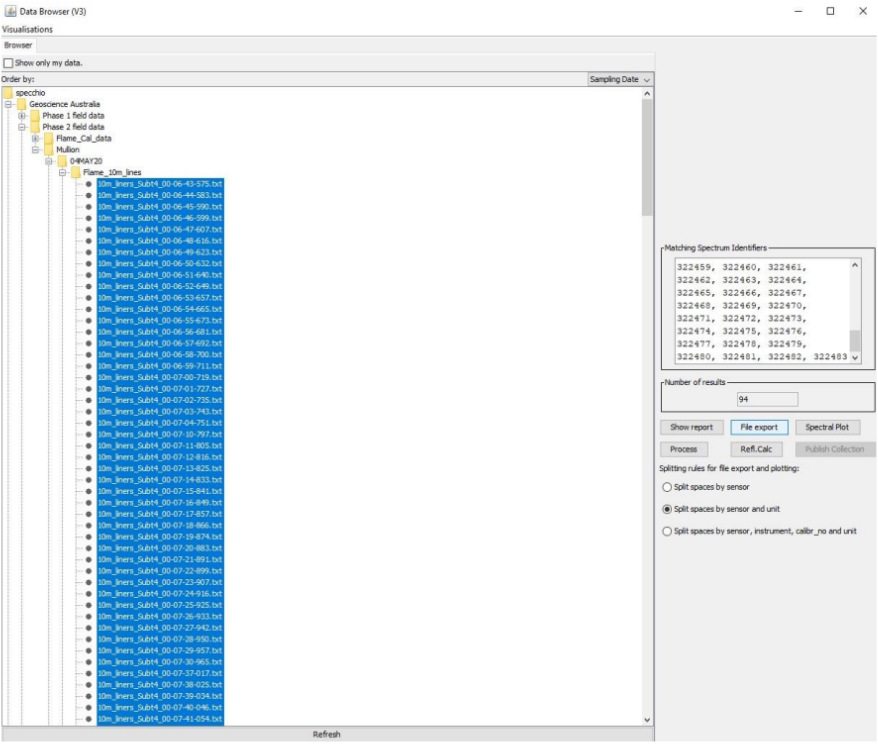 Data Browser (V3)
Visualisations
Browser
Show only my data.
Order by:
Sampling Date
specchio
Geoscience Australia
Phase 1 field data
Phase 2 field data
Flame_Cal_data
Mullion
04MAY20
Flame_10m_lines
10m_liners_Subt4_00-06-43-575.txt
10m_liners_Subt4_00-06-44-583.txt
10m_liners_Subt4_00-06-45-590.txt
10m_liners_Subt4_00-06-46-599.txt
10m_liners_Subt4_00-06-47-607.txt
10m_liners_Subt4_00-06-48-616.txt
10m_liners_Subt4_00-06-49-623.txt
10m_liners_Subt4_00-06-50-632.txt
10m_liners_Subt4_00-06-51-640.txt
10m_liners_Subt4_00-06-52-649.txt
10m_liners_Subt4_00-06-53-657.txt
10m_liners_Subt4_00-06-54-665.txt
10m_liners_Subt4_00-06-55-673.txt
10m_liners_Subt4_00-06-56-681.txt
10m_liners_Subt4_00-06-57-692.txt
10m_liners_Subt4_00-06-58-700.txt
10m_liners_Subt4_00-06-59-711.txt
10m_liners_Subt4_00-07-00-719.txt
10m_liners_Subt4_00-07-01-727.txt
10m_liners_Subt4_00-07-02-735.txt
10m_liners_Subt4_00-07-03-743.txt
10m_liners_Subt4_00-07-04-751.txt
10m_liners_Subt4_00-07-10-797.txt
10m_liners_Subt4_00-07-11-805.txt
10m_liners_Subt4_00-07-12-816.txt
10m_liners_Subt4_00-07-13-825.txt
10m_liners_Subt4_00-07-14-833.txt
10m_liners_Subt4_00-07-15-841.txt
10m_liners_Subt4_00-07-16-849.txt
10m_liners_Subt4_00-07-17-857.txt
10m_liners_Subt4_00-07-18-866.txt
10m_liners_Subt4_00-07-19-874.txt
10m_liners_Subt4_00-07-20-883.txt
10m_liners_Subt4_00-07-21-891.txt
10m_liners_Subt4_00-07-22-899.txt
10m_liners_Subt4_00-07-23-907.txt
10m_liners_Subt4_00-07-24-916.txt
10m_liners_Subt4_00-07-25-925.txt
10m_liners_Subt4_00-07-26-933.txt
10m_liners_Subt4_00-07-27-942.txt
10m_liners_Subt4_00-07-28-950.txt
10m_liners_Subt4_00-07-29-957.txt
10m_liners_Subt4_00-07-30-965.txt
10m_liners_Subt4_00-07-37-017.txt
10m_liners_Subt4_00-07-38-025.txt
10m_liners_Subt4_00-07-39-034.txt
10m_liners_Subt4_00-07-40-046.txt
10m_liners_Subt4_00-07-41-054.txt
Refresh
Matching Spectrum Identifiers
322459, 322460, 322461,
322462, 322463, 322464,
322465, 322466, 322467,
322468, 322469, 322470,
322471, 322472, 322473,
322474, 322475, 322476,
322477, 322478, 322479,
322480, 322481, 322482, 322483
Number of results
94
Show report
File export
Spectral Plot
Process
Refl.Calc
Publish Collection
Splitting rules for file export and plotting:
Split spaces by sensor
Split spaces by sensor and unit
Split spaces by sensor, instrument, calibr_no and unit